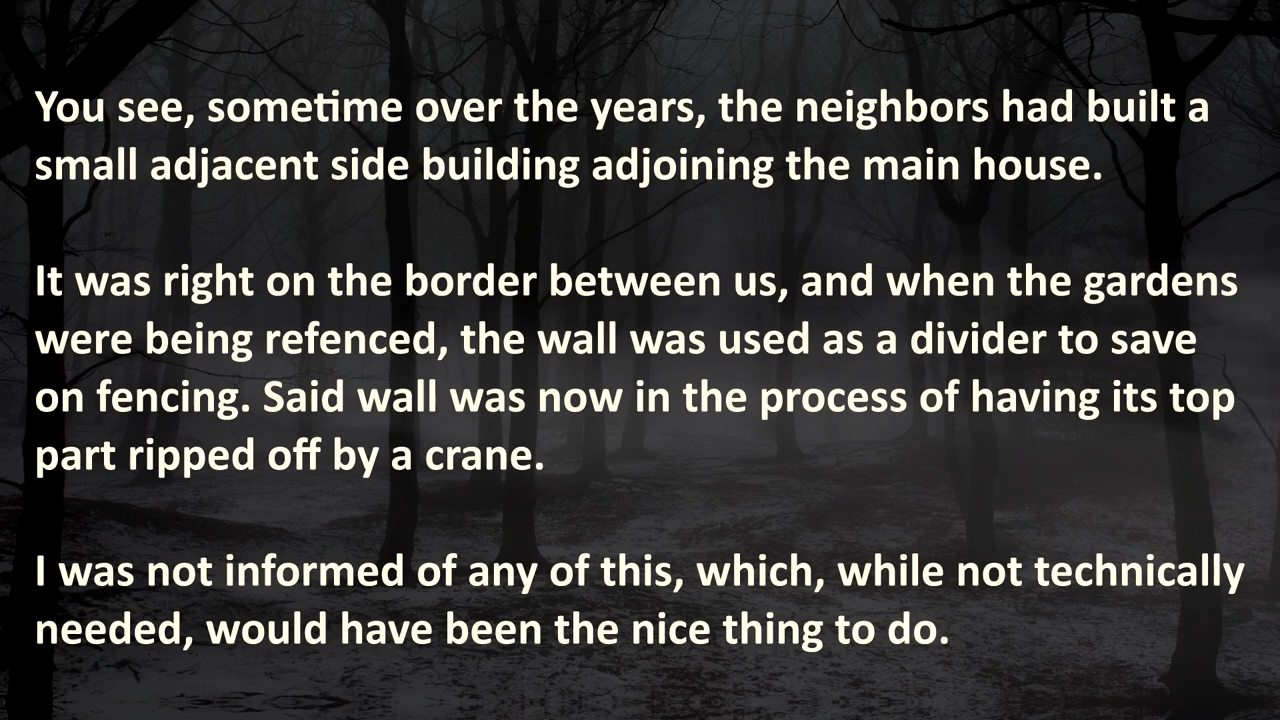 You see, sometime over the years, the neighbors had built a
small adjacent side building adjoining the main house.
It was right on the border between us, and when the gardens
were being refenced, the wall was used as a divider to save
on fencing. Said wall was now in the process of having its top
part ripped off by a crane.
I was not informed of any of this, which, while not technically
needed, would have been the nice thing to do.